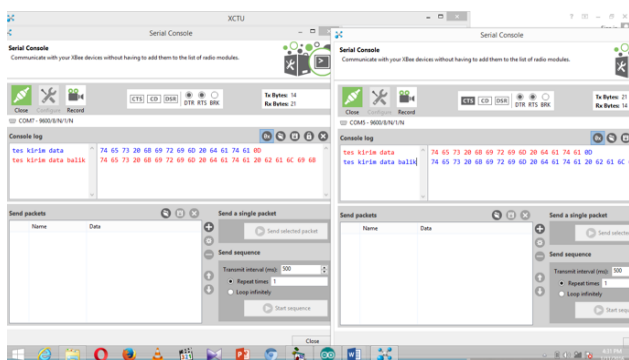 XCTU
Serial Console
Serial Console
Communicate with your XBee devices without having to add them to the list of radio modules.
Close Configure Record
CTS CD DSR DTR RTS BRK
Tx Bytes: 14
Rx Bytes: 21
COM7 - 9600/8/N/1/N
Console log
tes kirim data
tes kirim data balik
74 65 73 20 6B 69 72 69 6D 20 64 61 74 61 0D
74 65 73 20 6B 69 72 69 6D 20 64 61 74 61 20 62 61 6C 69 6B
Send packets
Name Data
Send a single packet
Send selected packet
Send sequence
Transmit interval (ms): 500
Repeat times 1
Loop infinitely
Start sequence
Close
Serial Console
Serial Console
Communicate with your XBee devices without having to add them to the list of radio modules.
Close Configure Record
CTS CD DSR DTR RTS BRK
Tx Bytes: 21
Rx Bytes: 14
COM5 - 9600/8/N/1/N
Console log
tes kirim data
tes kirim data balik
74 65 73 20 6B 69 72 69 6D 20 64 61 74 61 0D
74 65 73 20 6B 69 72 69 6D 20 64 61 74 61 20 62 61 6C
Send packets
Name Data
Send a single packet
Send selecte
Send sequence
Transmit interval (ms): 500
Repeat times 1
Loop infinitely
Start sequ